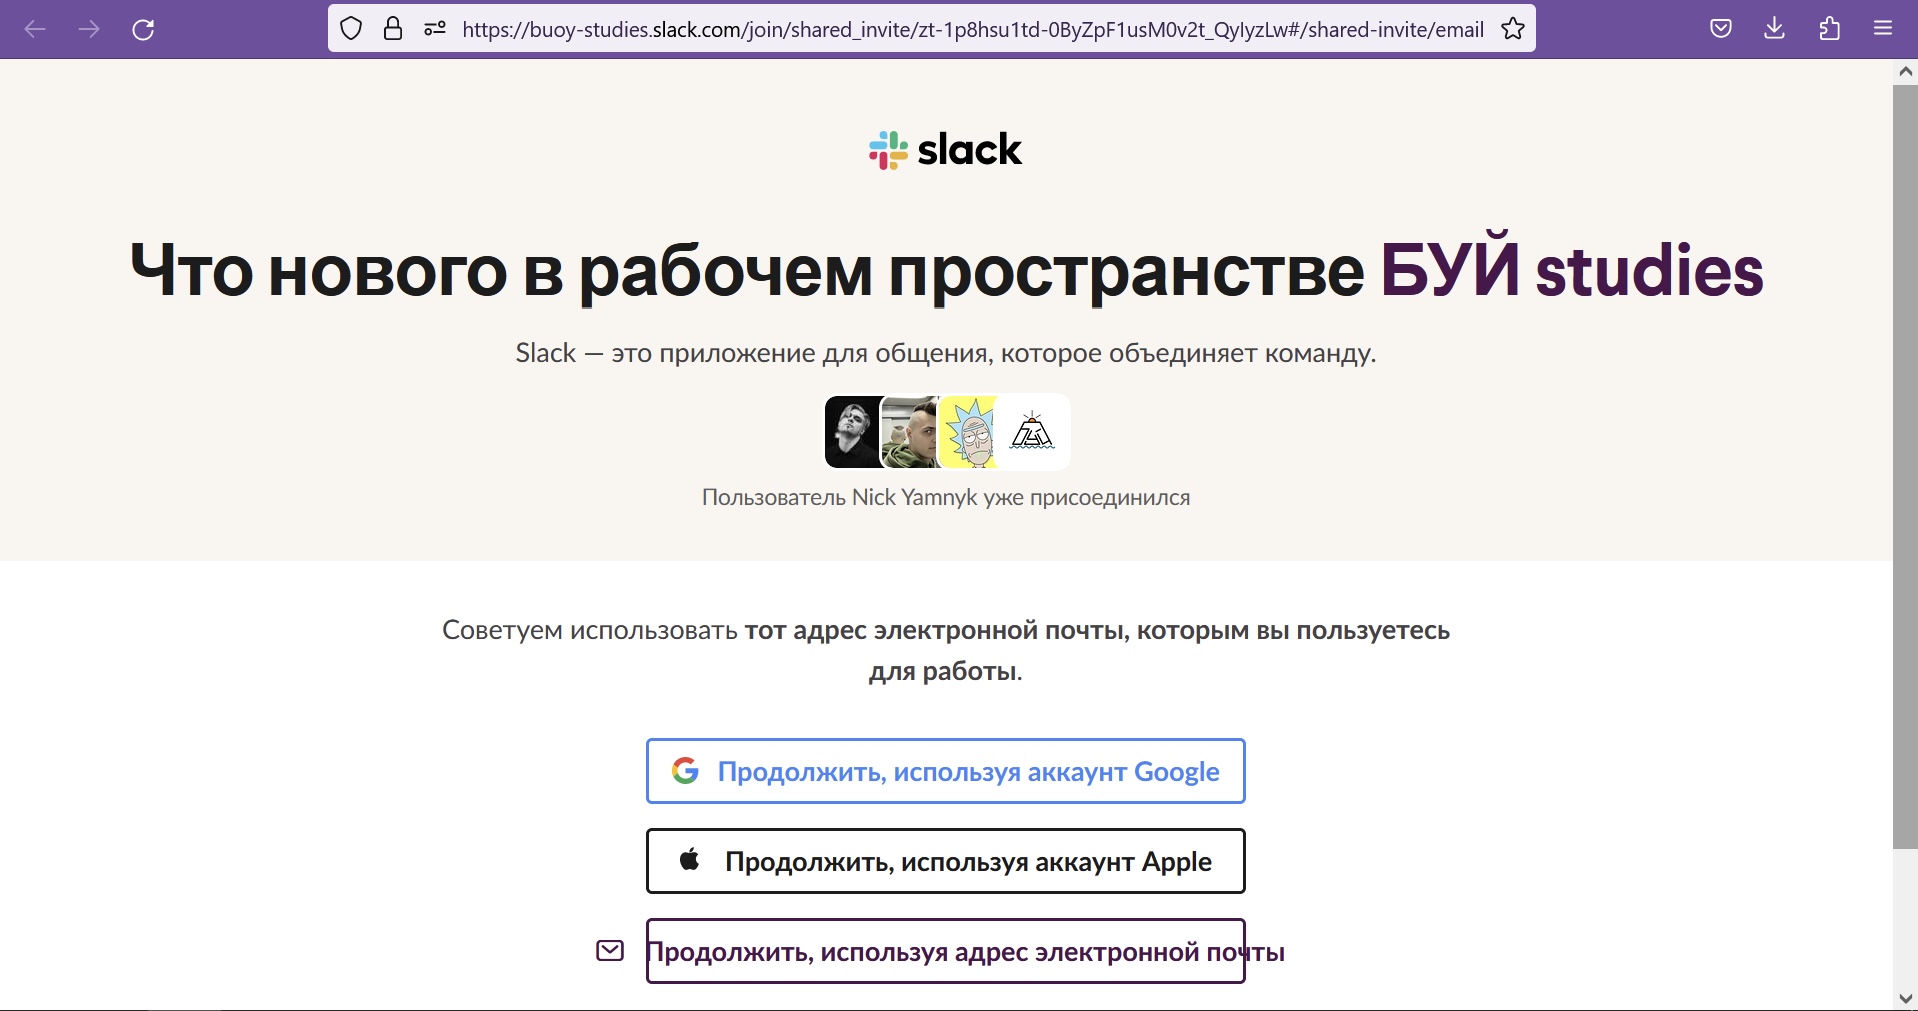 https://buoy-studies.slack.com/join/shared_invite/zt-1p8hsu1td-0ByZpF1usM0v2t_QylyzLw#/shared-invite/email
slack
Что нового в рабочем пространстве БУЙ studies
Slack — это приложение для общения, которое объединяет команду.
Пользователь Nick Yamnyk уже присоединился
Советуем использовать тот адрес электронной почты, которым вы пользуетесь
для работы.
Продолжить, используя аккаунт Google
Продолжить, используя аккаунт Apple
Продолжить, используя адрес электронной почты